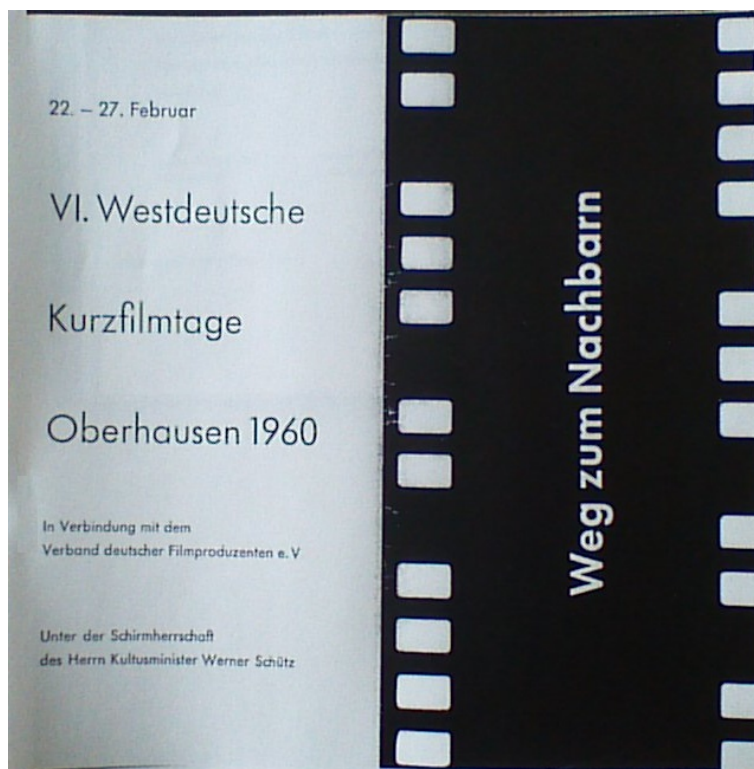 22. – 27. Februar
VI. Westdeutsche
Kurzfilmtage
Oberhausen 1960
In Verbindung mit dem
Verband deutscher Filmproduzenten e. V
Unter der Schirmherrschaft
des Herrn Kultusminister Werner Schütz
Weg zum Nachbarn